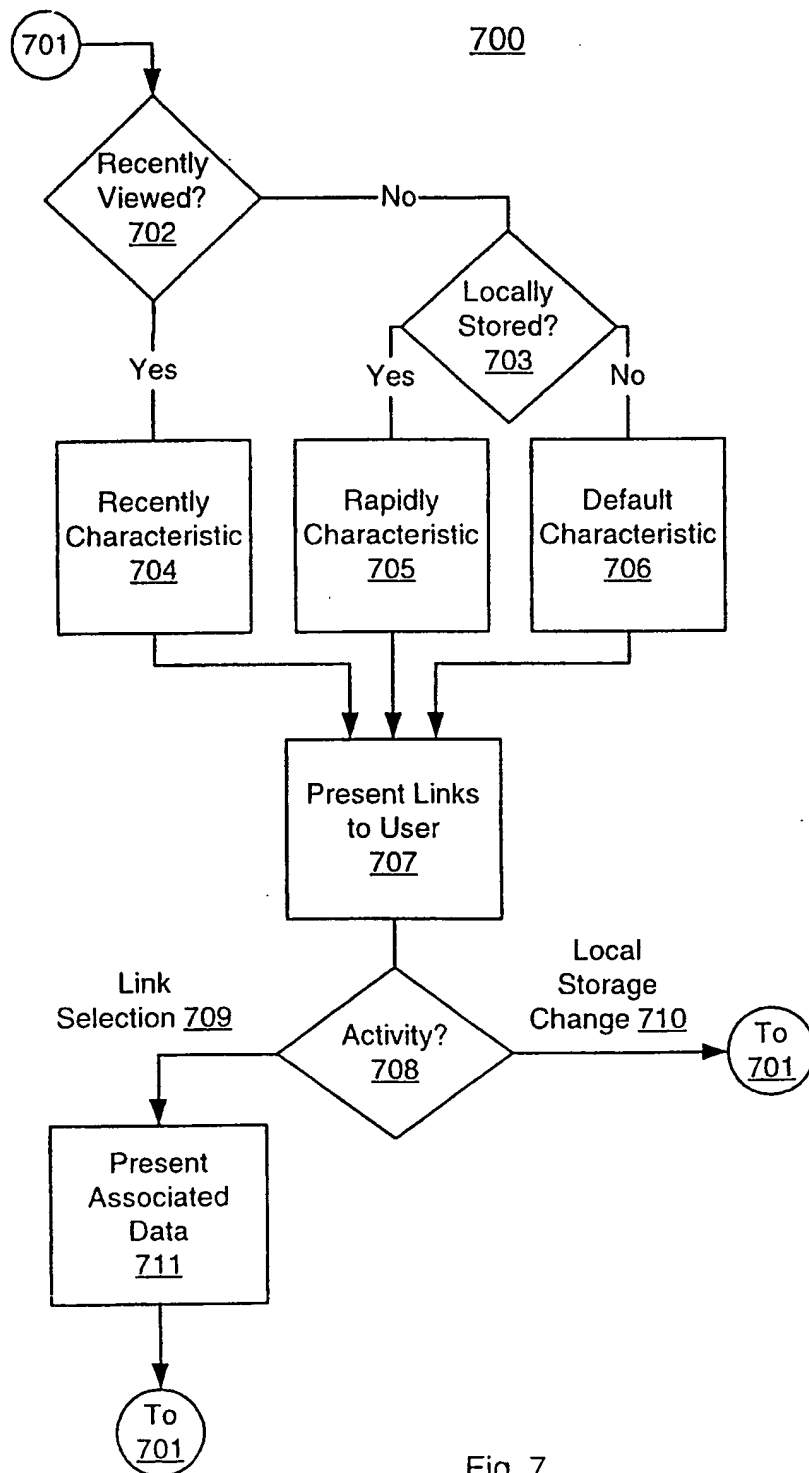 701
700
Recently
Viewed?
702
No
Locally
Stored?
703
Yes
Yes
No
Recently
Characteristic
704
Rapidly
Characteristic
705
Default
Characteristic
706
Present Links
to User
707
Link
Selection 709
Local
Storage
Change 710
Activity?
708
To
701
Present
Associated
Data
711
To
701
Fig. 7